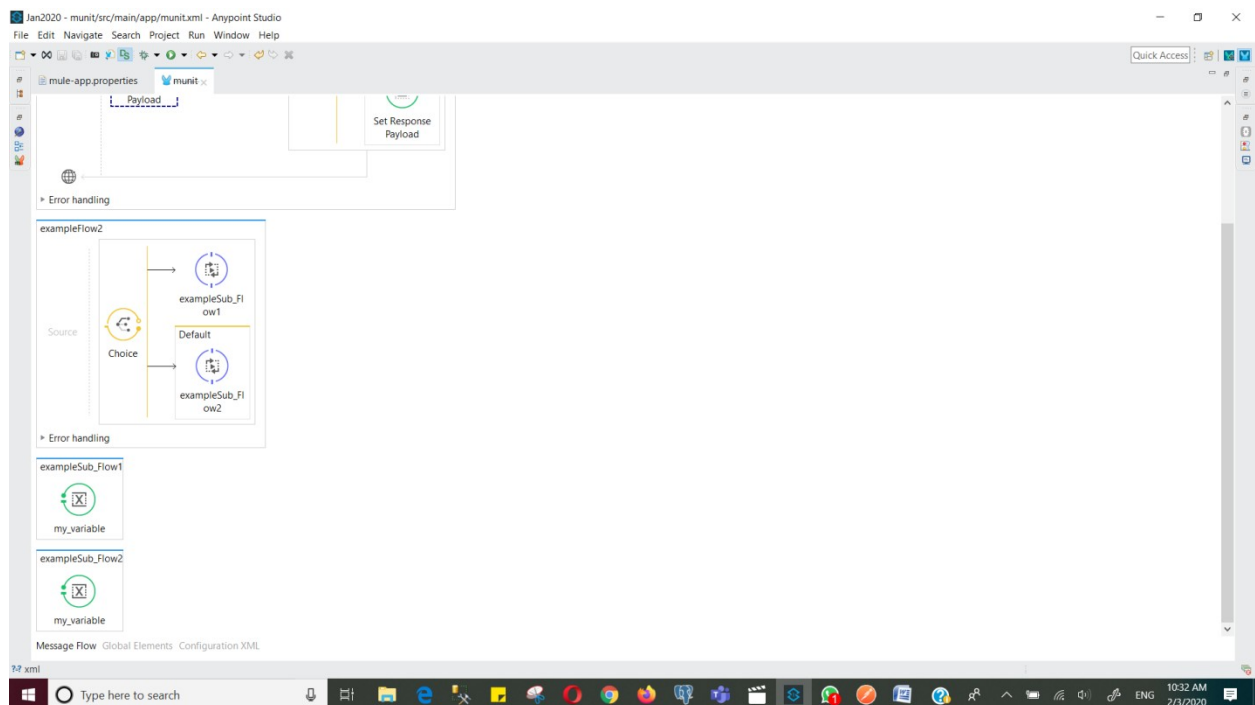 Jan2020 - munit/src/main/app/munit.xml - Anypoint Studio
File Edit Navigate Search Project Run Window Help
Quick Access
mule-app.properties
munit
Payload
Set Response
Payload
Error handling
exampleFlow2
Source
Choice
exampleSub_Fl
ow1
Default
exampleSub_Fl
ow2
Error handling
exampleSub_Flow1
my_variable
exampleSub_Flow2
my_variable
Message Flow Global Elements Configuration XML
xml
Type here to search
ENG
10:32 AM
2/3/2020